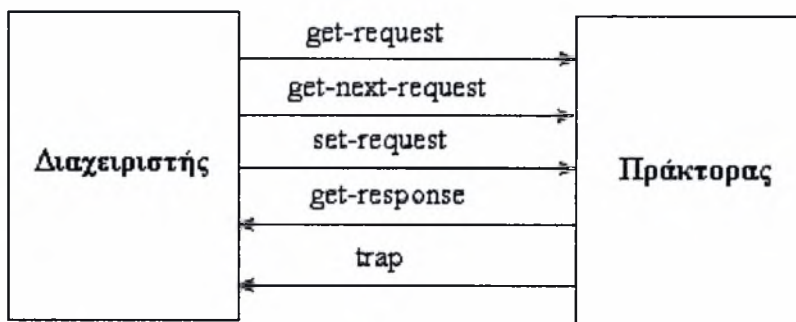 get-request
get-next-request
set-request
Διαχειριστής
Πράκτορας
get-response
trap